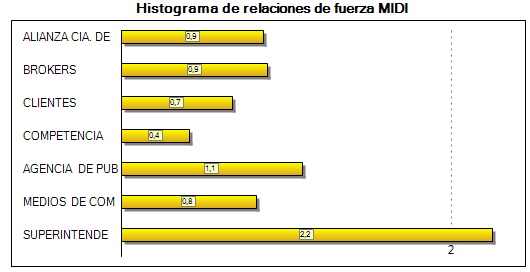 Histograma de relaciones de fuerza MIDI
ALIANZA CIA. DE 0,9
BROKERS 0,9
CLIENTES 0,7
COMPETENCIA 0,4
AGENCIA DE PUB 1,1
MEDIOS DE COM 0,8
SUPERINTENDE 2,2
2